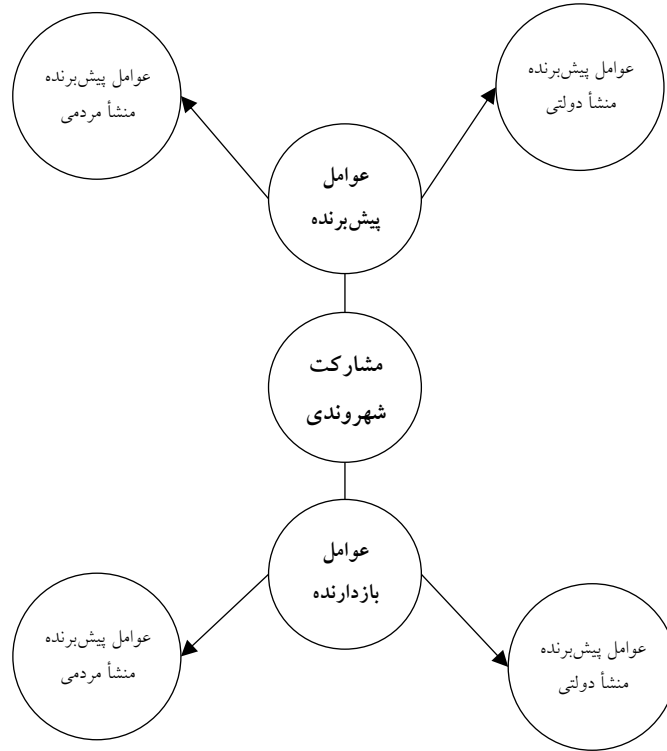 عوامل پیش‌برنده
منشأ دولتی
عوامل پیش‌برنده
منشأ مردمی
عوامل
پیش‌برنده
مشارکت
شهروندی
عوامل
بازدارنده
عوامل پیش‌برنده
منشأ دولتی
عوامل پیش‌برنده
منشأ مردمی